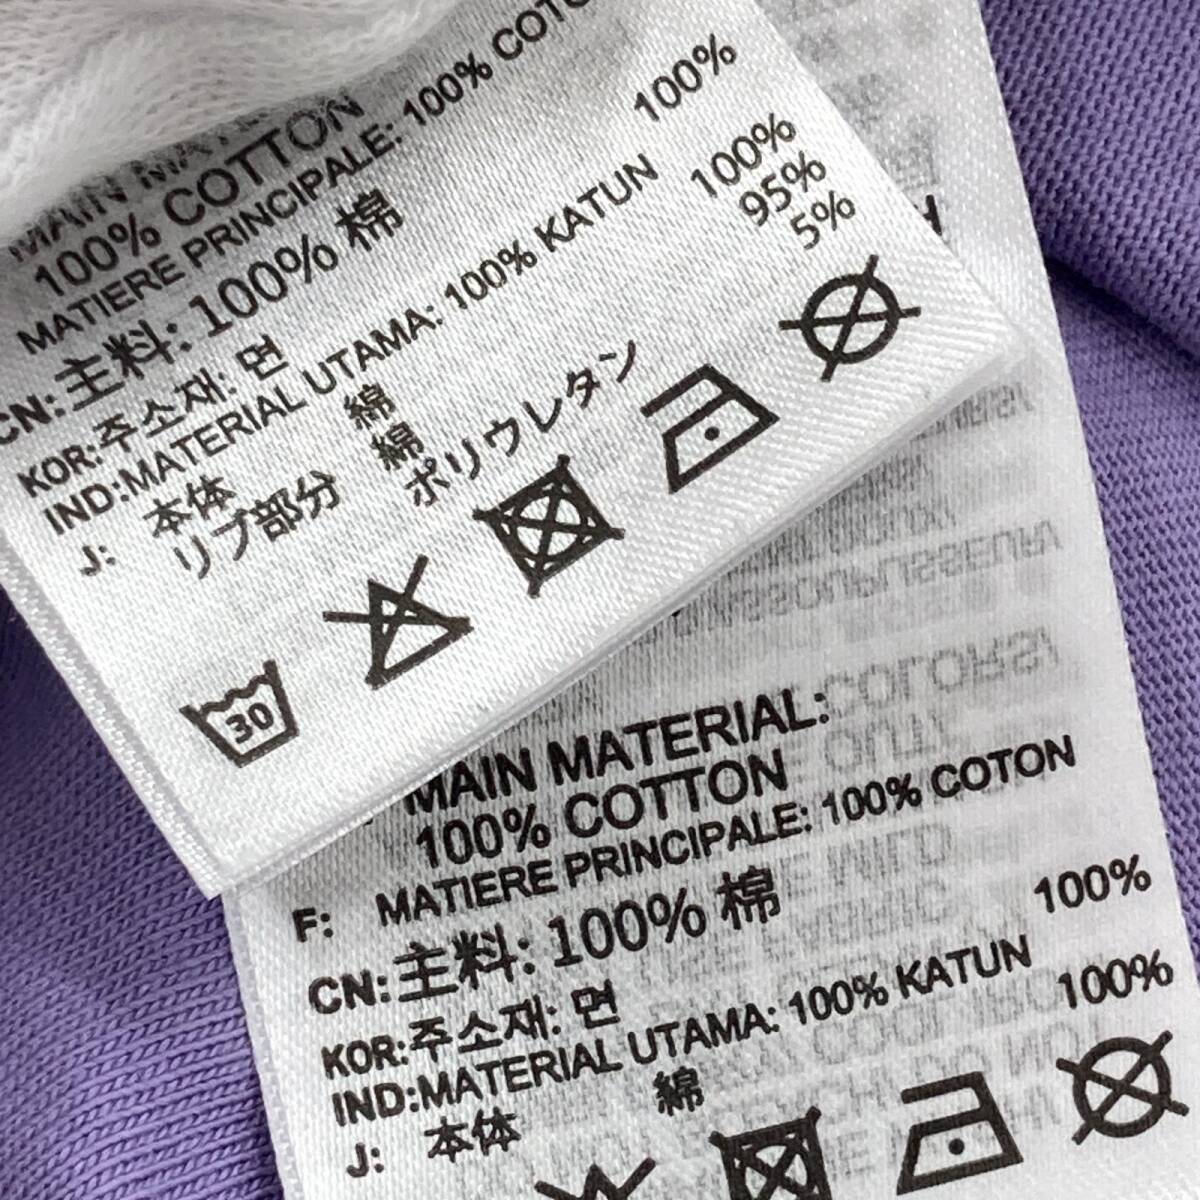 MAIN MATE
100% COTTON
MATIERE PRINCIPALE: 100% COTO
CN:主料: 100% 棉
KOR:주소재: 면 100%
IND:MATERIAL UTAMA: 100% KATUN
J: 本体 綿 100%
リブ部分 綿 95%
ポリウレタン 5%
30
MAIN MATERIAL:
100% COTTON
F: MATIERE PRINCIPALE: 100% COTON
CN:主料: 100% 棉
KOR:주소재: 면 100%
IND:MATERIAL UTAMA: 100% KATUN
J: 本体 綿 100%